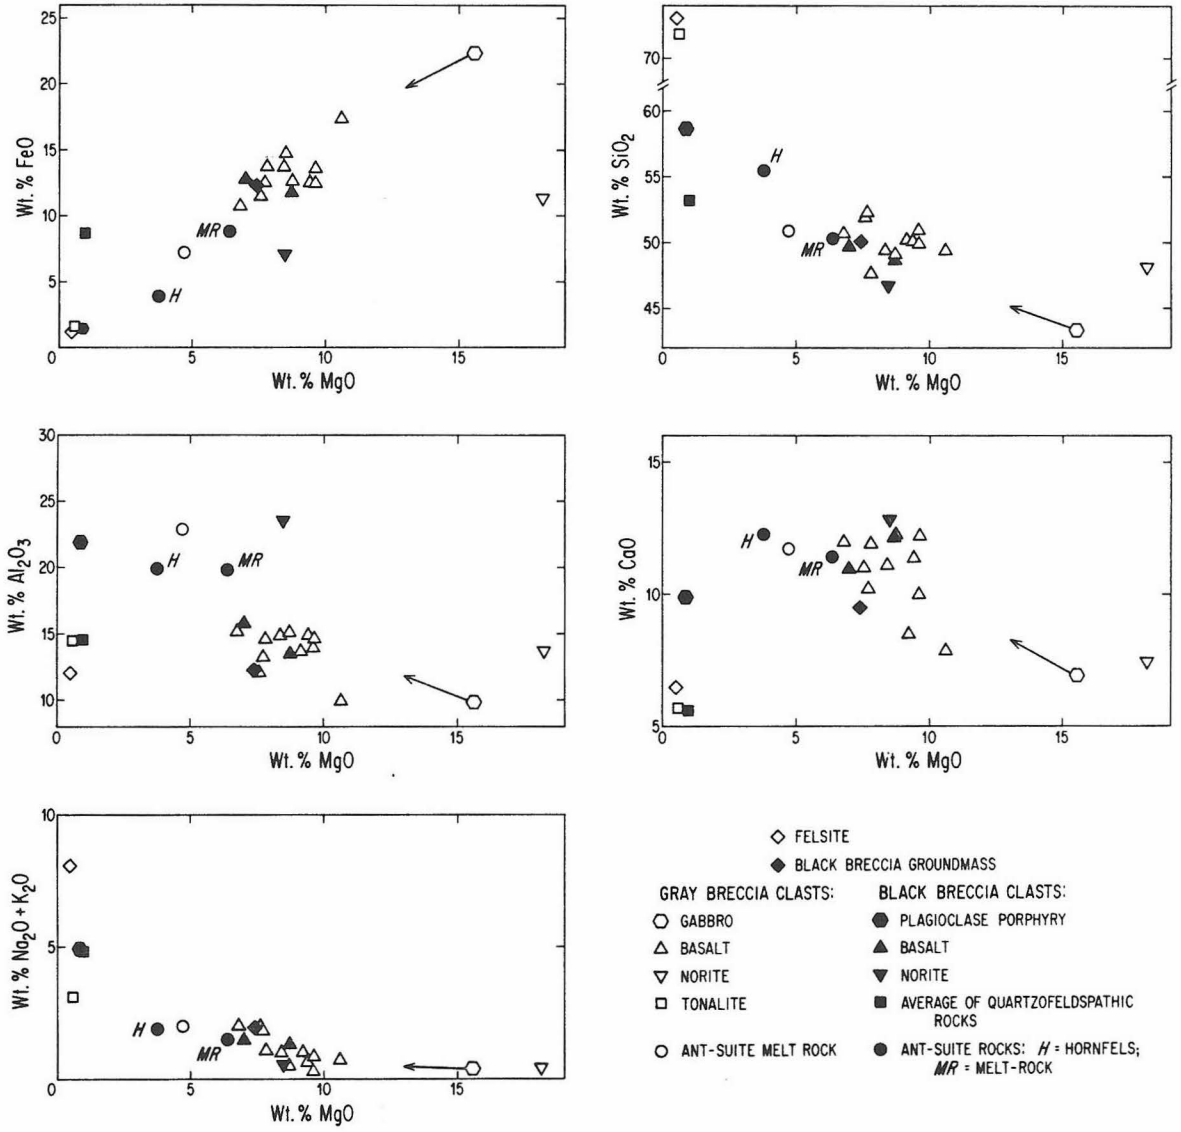 25
20
15
10
5
0
5
10
15
Wt. % FeO
Wt. % MgO
MR
H
70
60
55
50
45
0
5
10
15
Wt. % SiO2
Wt. % MgO
H
MR
30
25
20
15
10
0
5
10
15
Wt. % Al2O3
Wt. % MgO
H
MR
15
10
5
0
5
10
15
Wt. % CaO
Wt. % MgO
H
MR
10
5
0
0
5
10
15
Wt. % Na2O + K2O
Wt. % MgO
H
MR
FELSITE
BLACK BRECCIA GROUNDMASS
GRAY BRECCIA CLASTS:
GABBRO
BASALT
NORITE
TONALITE
ANT-SUITE MELT ROCK
BLACK BRECCIA CLASTS:
PLAGIOCLASE PORPHYRY
BASALT
NORITE
AVERAGE OF QUARTZOFELDSPATHIC
ROCKS
ANT-SUITE ROCKS: H = HORNFELS;
MR = MELT-ROCK